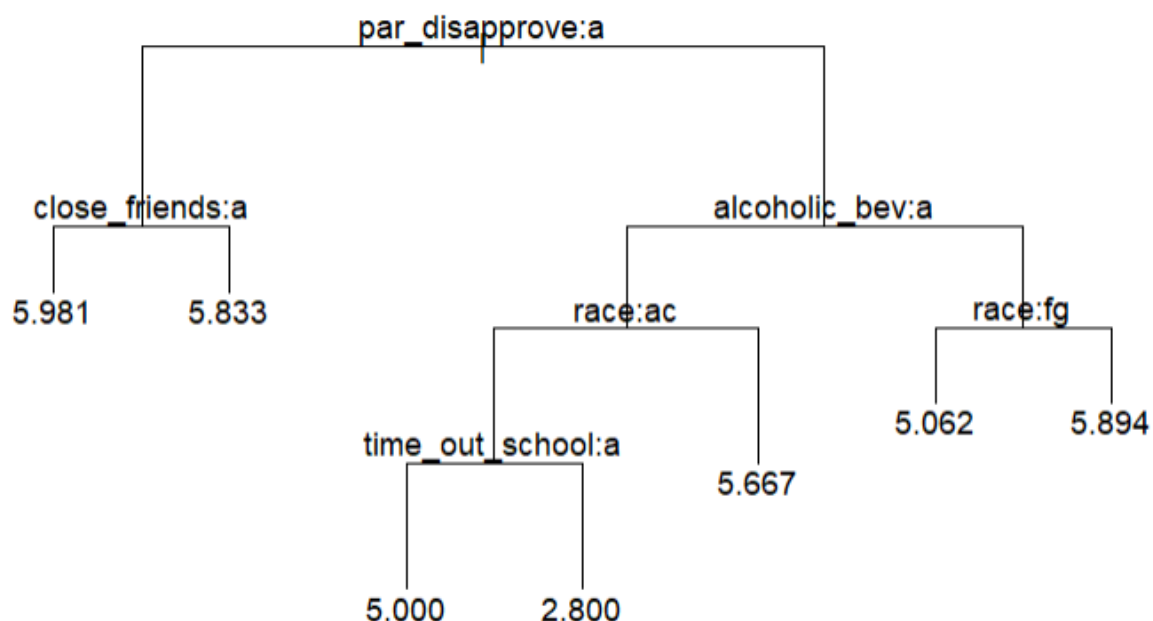 par_disapprove:a
close_friends:a
alcoholic_bev:a
5.981
5.833
race:ac
race:fg
5.062
5.894
time_out_school:a
5.667
5.000
2.800